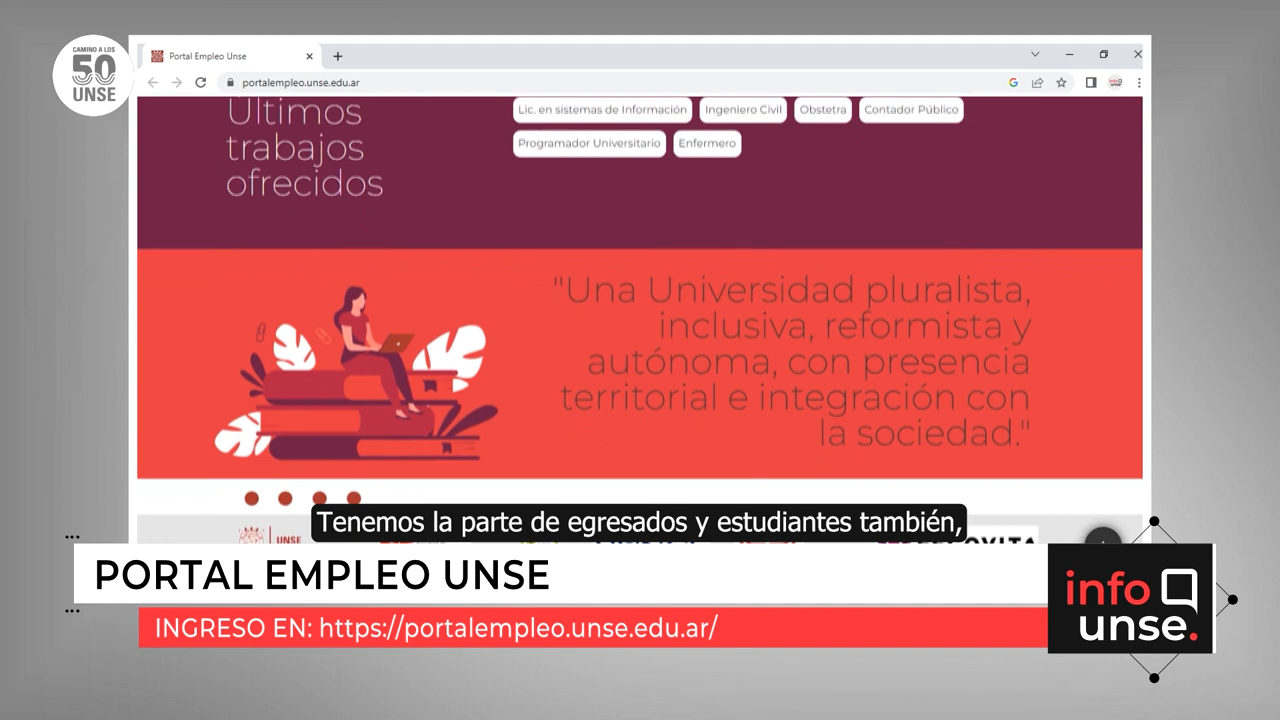 CAMINO A LOS
50
UNSE
Portal Empleo Unse
portalempleo.unse.edu.ar
Últimos
trabajos
ofrecidos
Lic. en sistemas de Información
Ingeniero Civil
Obstetra
Contador Público
Programador Universitario
Enfermero
"Una Universidad pluralista,
inclusiva, reformista y
autónoma, con presencia
territorial e integración con
la sociedad."
UNSE
Tenemos la parte de egresados y estudiantes también,
PORTAL EMPLEO UNSE
INGRESO EN: https://portalempleo.unse.edu.ar/
info
unse.